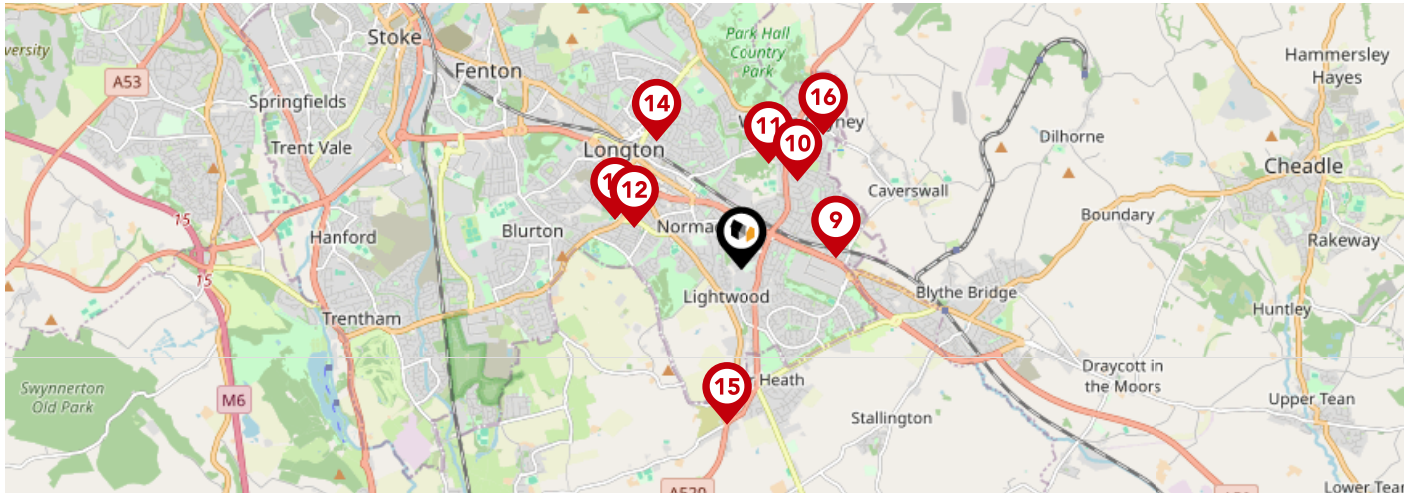 Stoke
Park Hall
Country
Park
Hammersley
Hayes
versity
A53
Fenton
Springfields
14
16
11
ney
Trent Vale
Longton
10
Dilhorne
Cheadle
12
Caverswall
15
Hanford
Blurton
Norma
9
Boundary
Rakeway
15
Lightwood
Blythe Bridge
Trentham
Huntley
Draycott in
the Moors
Swynnerton
Old Park
M6
15
Heath
Stallington
Upper Tean
A520
Lower Tean